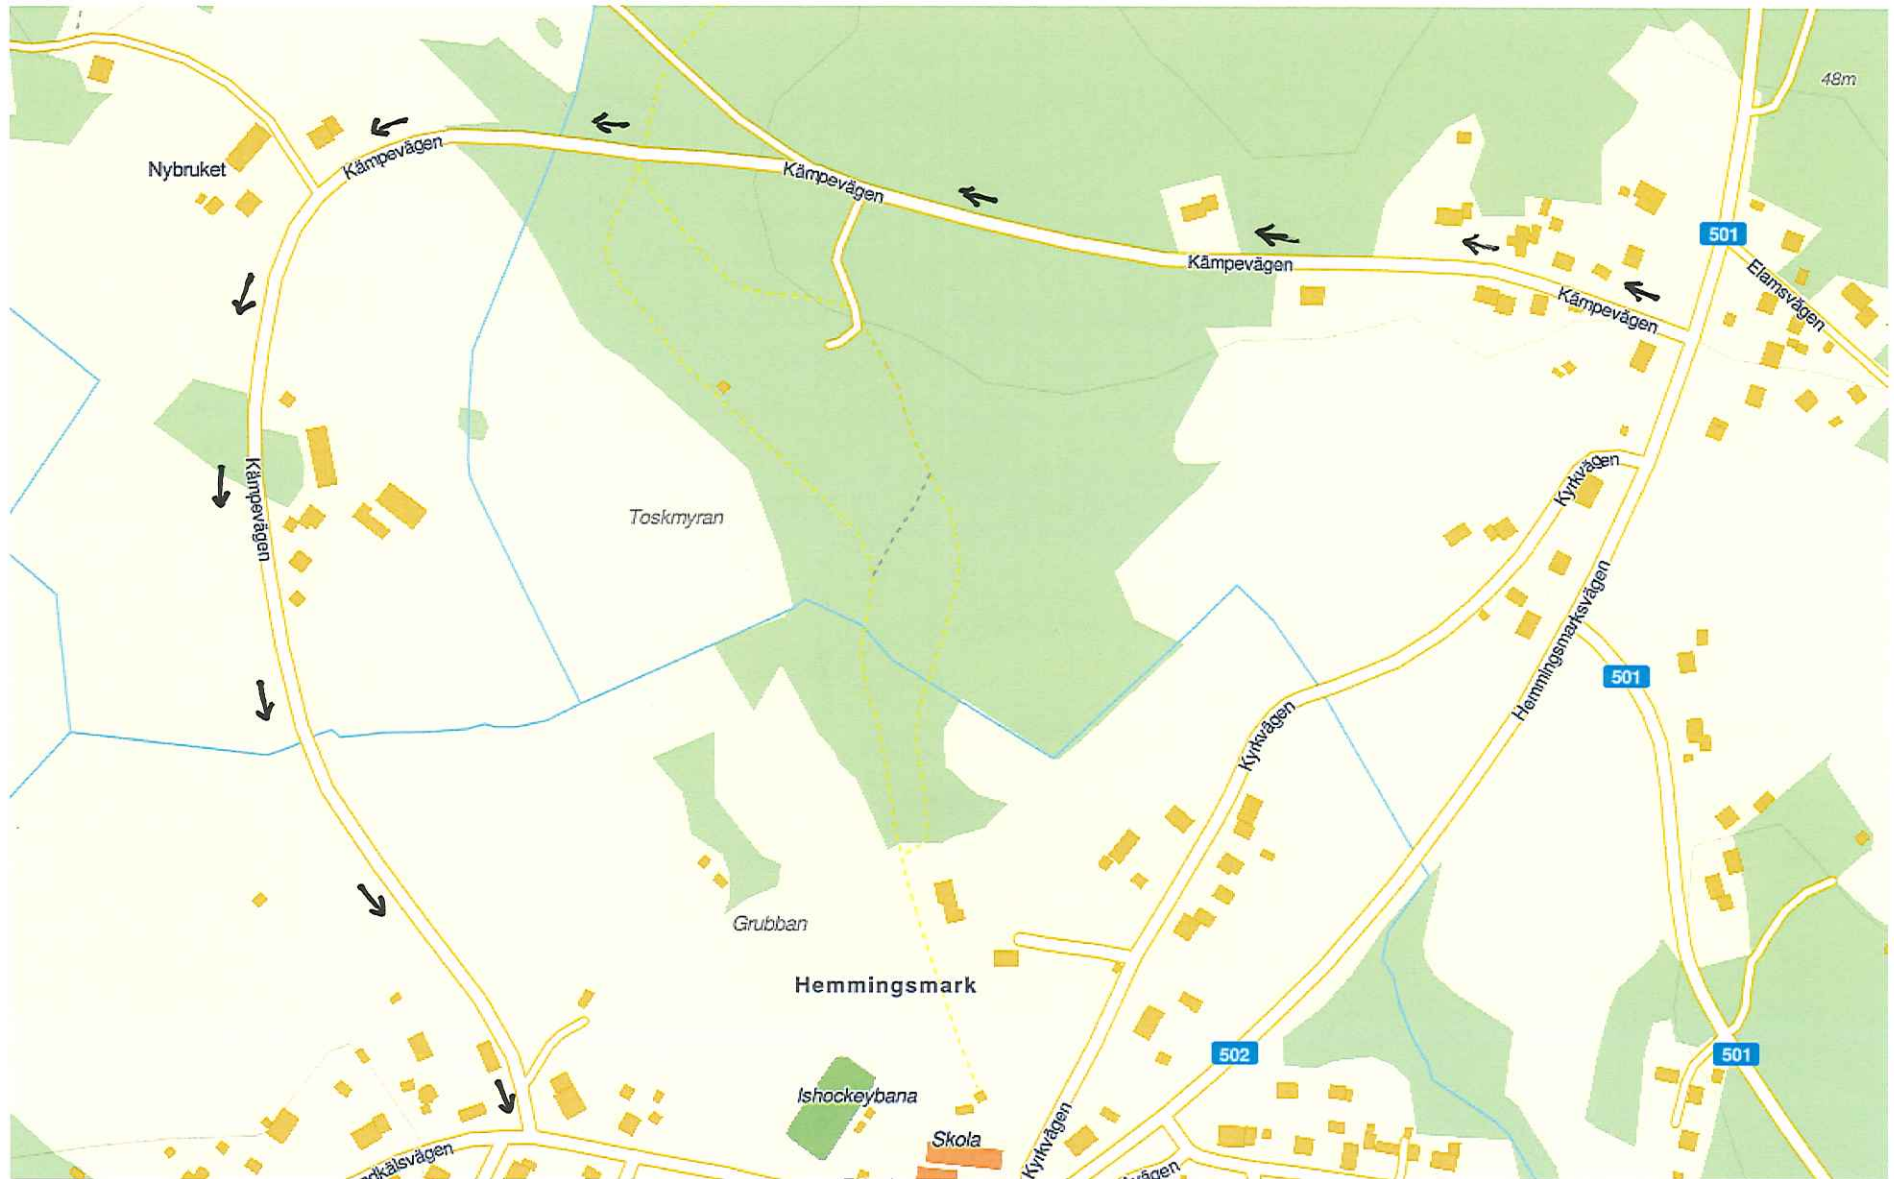 48m
Kämpevägen
Nybruket
Kämpevägen
501
Kämpevägen
Elamsvägen
Kämpevägen
Kyrkvägen
Kämpevägen
Toskmyran
Hemmingsmarksvägen
501
Kyrkvägen
Grubban
Hemmingsmark
502
501
Ishockeybana
Skola
Kyrkvägen